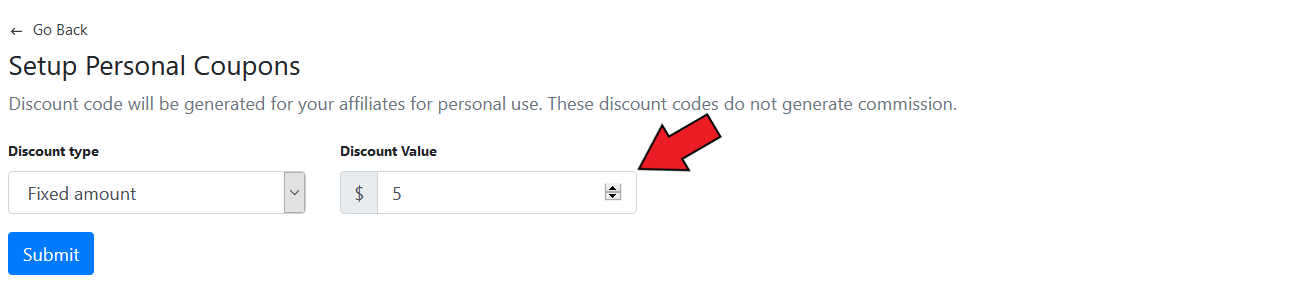 ← Go Back
Setup Personal Coupons
Discount code will be generated for your affiliates for personal use. These discount codes do not generate commission.
Discount type Discount Value
Fixed amount $ 5
Submit